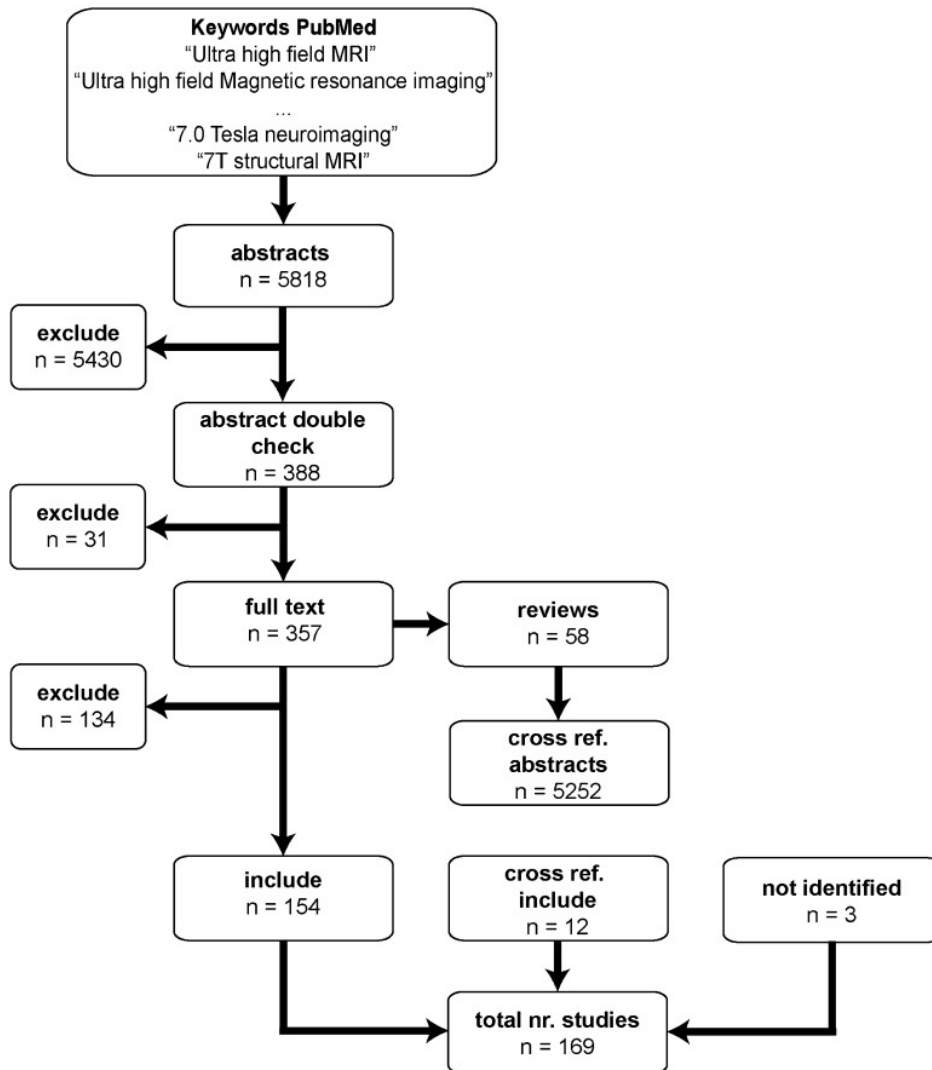 Keywords PubMed
“Ultra high field MRI”
“Ultra high field Magnetic resonance imaging”
...
“7.0 Tesla neuroimaging”
“7T structural MRI”
abstracts
n = 5818
exclude
n = 5430
abstract double
check
n = 388
exclude
n = 31
full text
n = 357
reviews
n = 58
exclude
n = 134
cross ref.
abstracts
n = 5252
include
n = 154
cross ref.
include
n = 12
not identified
n = 3
total nr. studies
n = 169